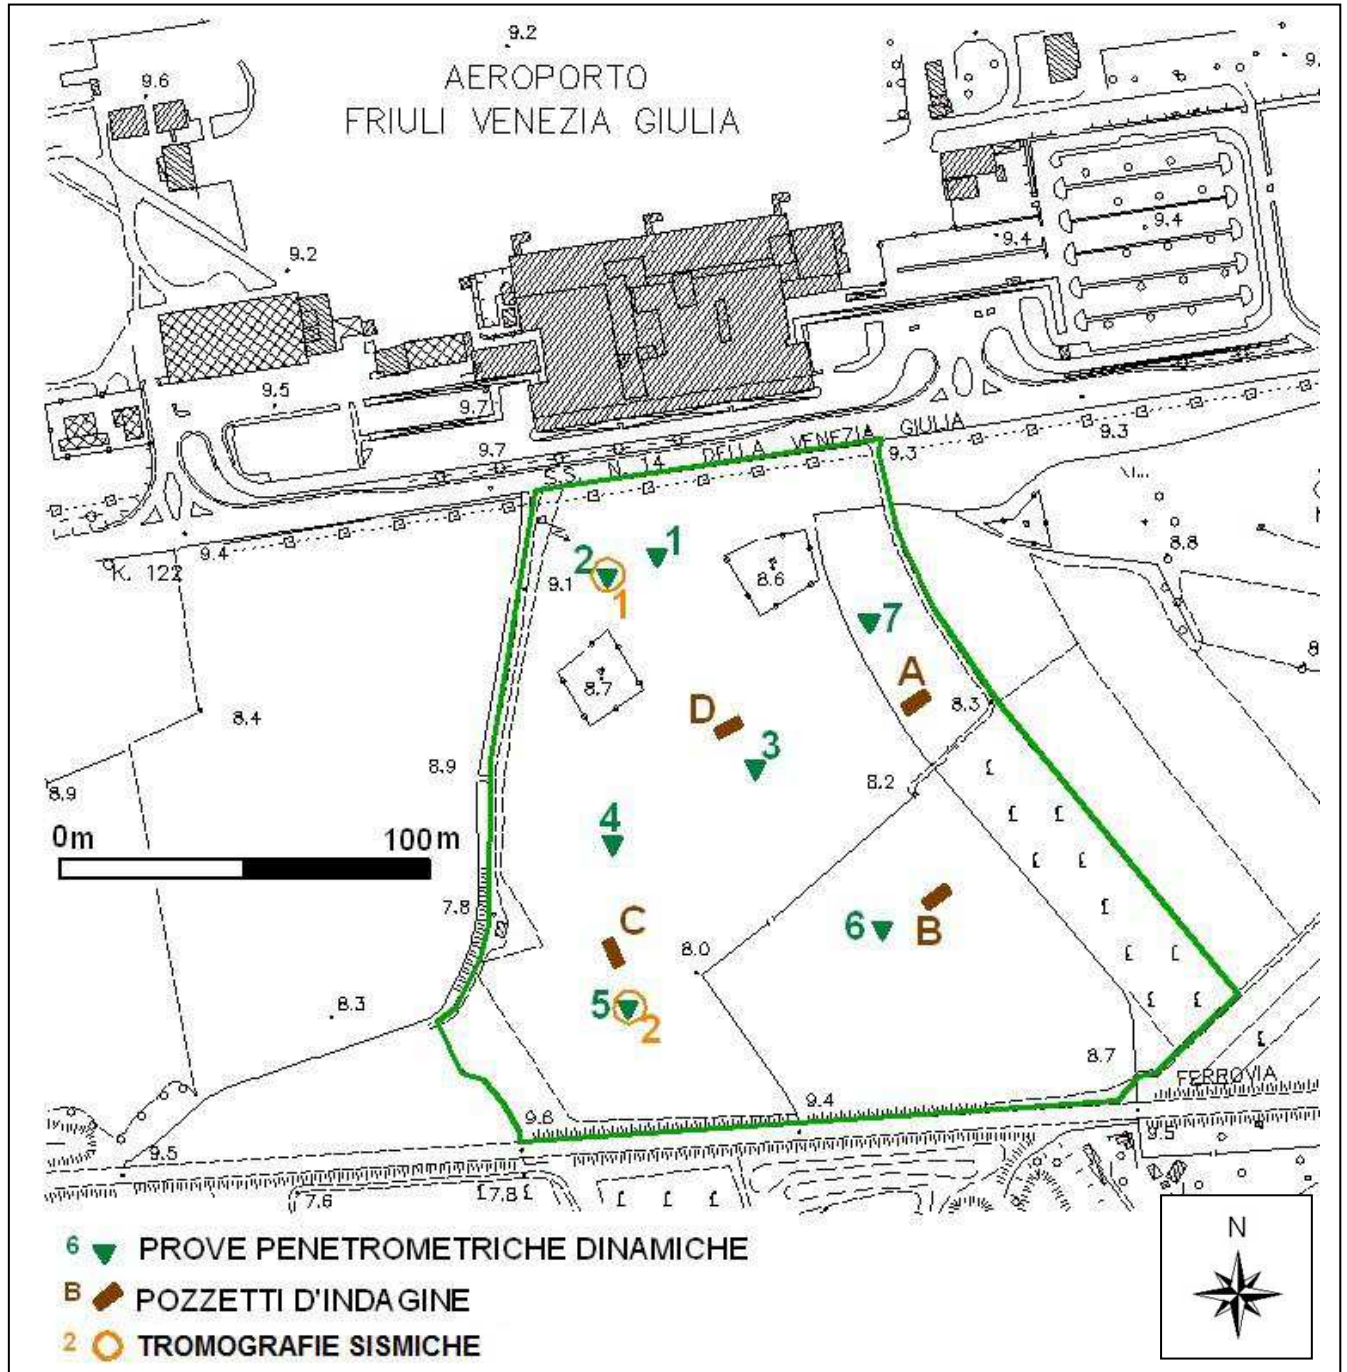 9.2
AEROPORTO
FRIULI VENEZIA GIULIA
9.6
9.2
9.4
9.4
9.5
9.7
9.7
S.S. N. 14 DELLA VENEZIA GIULIA
9.3
9.3
9.4
K. 122
9.1
2
1
1
8.6
8.8
7
8.7
A
D
8.3
8.4
3
8.9
8.9
8.2
0m
100m
4
7.8
C
6
B
8.0
5
2
8.3
8.7
FERROVIA
9.6
9.4
9.5
9.5
7.6
7.8
6 PROVE PENETROMETRICHE DINAMICHE
B POZZETTI D'INDAGINE
2 TROMOGRAFIE SISMICHE
N